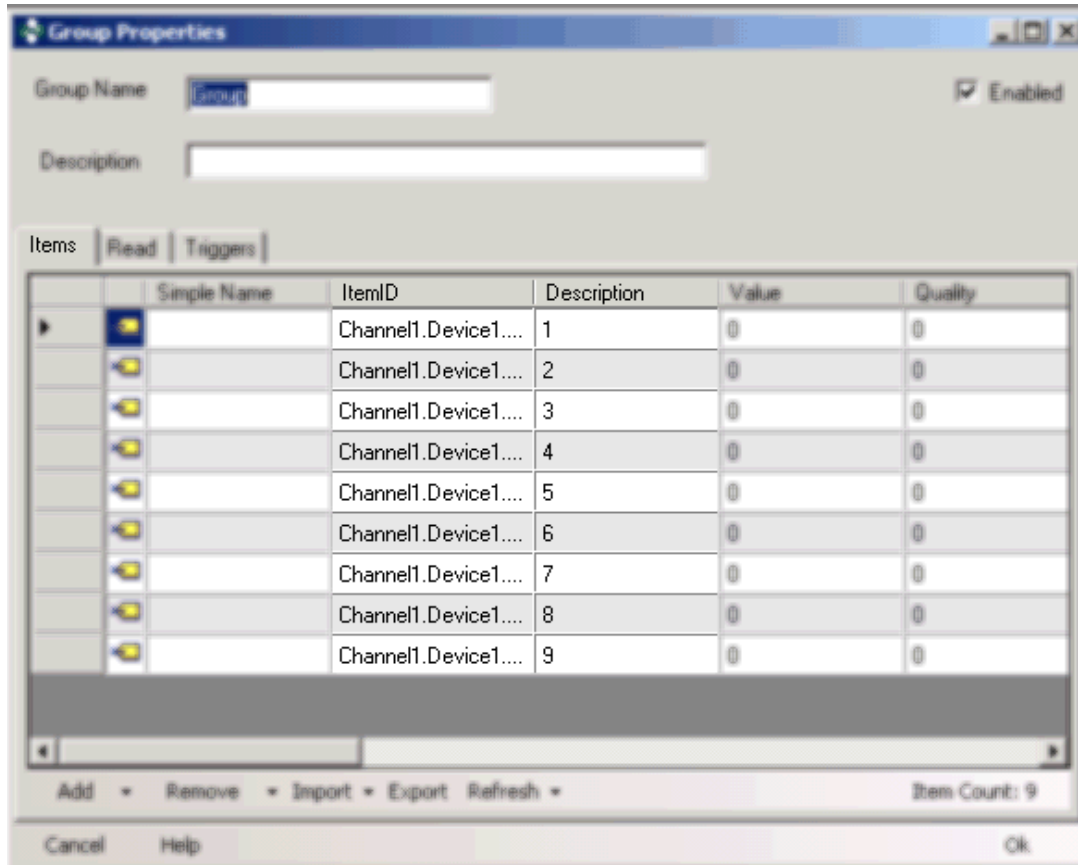 Group Properties
Group Name Group Enabled
Description
Items Read Triggers
Simple Name ItemID Description Value Quality
Channel1.Device1.... 1 0 0
Channel1.Device1.... 2 0 0
Channel1.Device1.... 3 0 0
Channel1.Device1.... 4 0 0
Channel1.Device1.... 5 0 0
Channel1.Device1.... 6 0 0
Channel1.Device1.... 7 0 0
Channel1.Device1.... 8 0 0
Channel1.Device1.... 9 0 0
Add Remove Import Export Refresh Item Count: 9
Cancel Help Ok